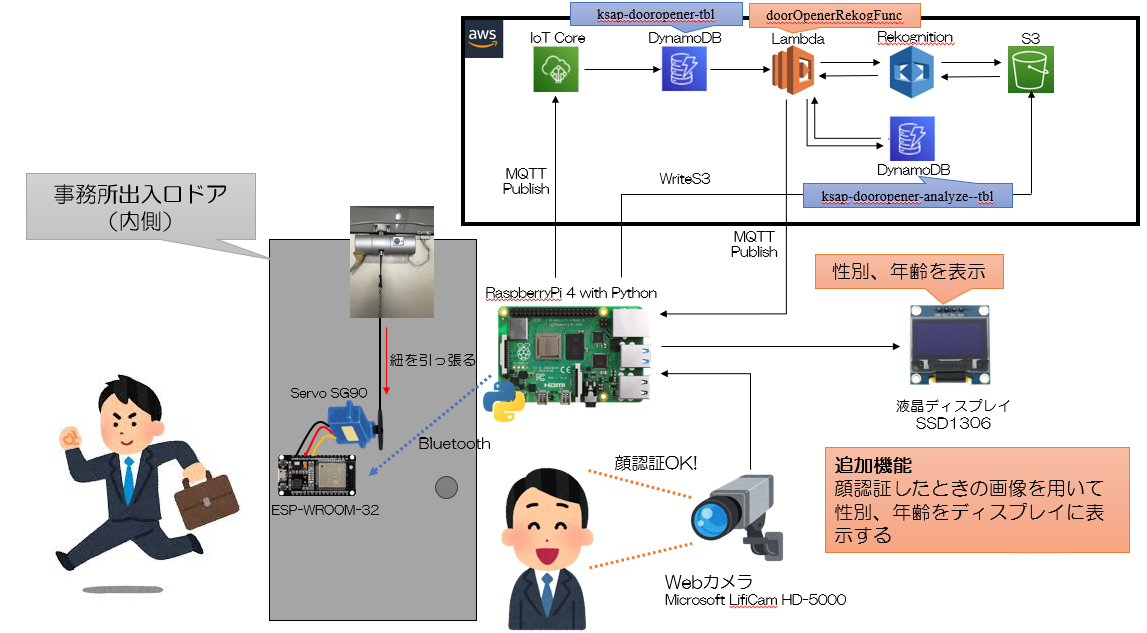 ksap-dooropener-tbl
doorOpenerRekogFunc
aws
IoT Core
DynamoDB
Lambda
Rekognition
S3
DynamoDB
ksap-dooropener-analyze--tbl
MQTT
Publish
WriteS3
MQTT
Publish
事務所出入口ドア
（内側）
RaspberryPi 4 with Python
性別、年齢を表示
紐を引っ張る
Servo SG90
Bluetooth
ESP-WROOM-32
液晶ディスプレイ
SSD1306
顔認証OK!
追加機能
顔認証したときの画像を用いて
性別、年齢をディスプレイに表
示する
Webカメラ
Microsoft LifiCam HD-5000
HDMI